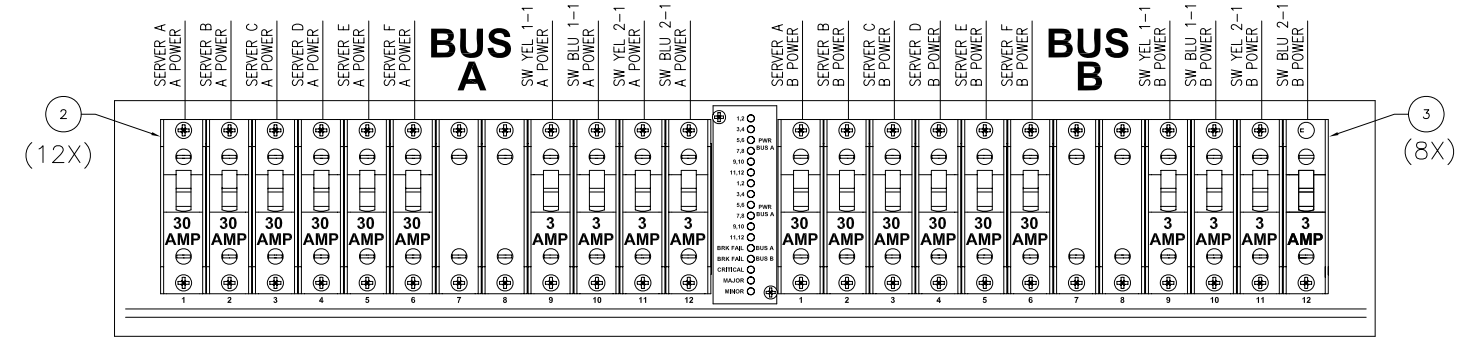 SERVER A
A POWER
SERVER B
A POWER
SERVER C
A POWER
SERVER D
A POWER
SERVER E
A POWER
SERVER F
A POWER
BUS
A
SW YEL 1-1
A POWER
SW BLU 1-1
A POWER
SW YEL 2-1
A POWER
SW BLU 2-1
A POWER
SERVER A
B POWER
SERVER B
B POWER
SERVER C
B POWER
SERVER D
B POWER
SERVER E
B POWER
SERVER F
B POWER
BUS
B
SW YEL 1-1
B POWER
SW BLU 1-1
B POWER
SW YEL 2-1
B POWER
SW BLU 2-1
B POWER
2
(12X)
3
(8X)
30
AMP
30
AMP
30
AMP
30
AMP
30
AMP
30
AMP
3
AMP
3
AMP
3
AMP
3
AMP
1 2 3 4 5 6 7 8 9 10 11 12
1,2
3,4
5,6 PWR
7,8 BUS A
9,10
11,12
1,2
3,4
5,6 PWR
7,8 BUS A
9,10
11,12
BRK FAIL BUS A
BRK FAIL BUS B
CRITICAL
MAJOR
MINOR
30
AMP
30
AMP
30
AMP
30
AMP
30
AMP
30
AMP
3
AMP
3
AMP
3
AMP
3
AMP
1 2 3 4 5 6 7 8 9 10 11 12